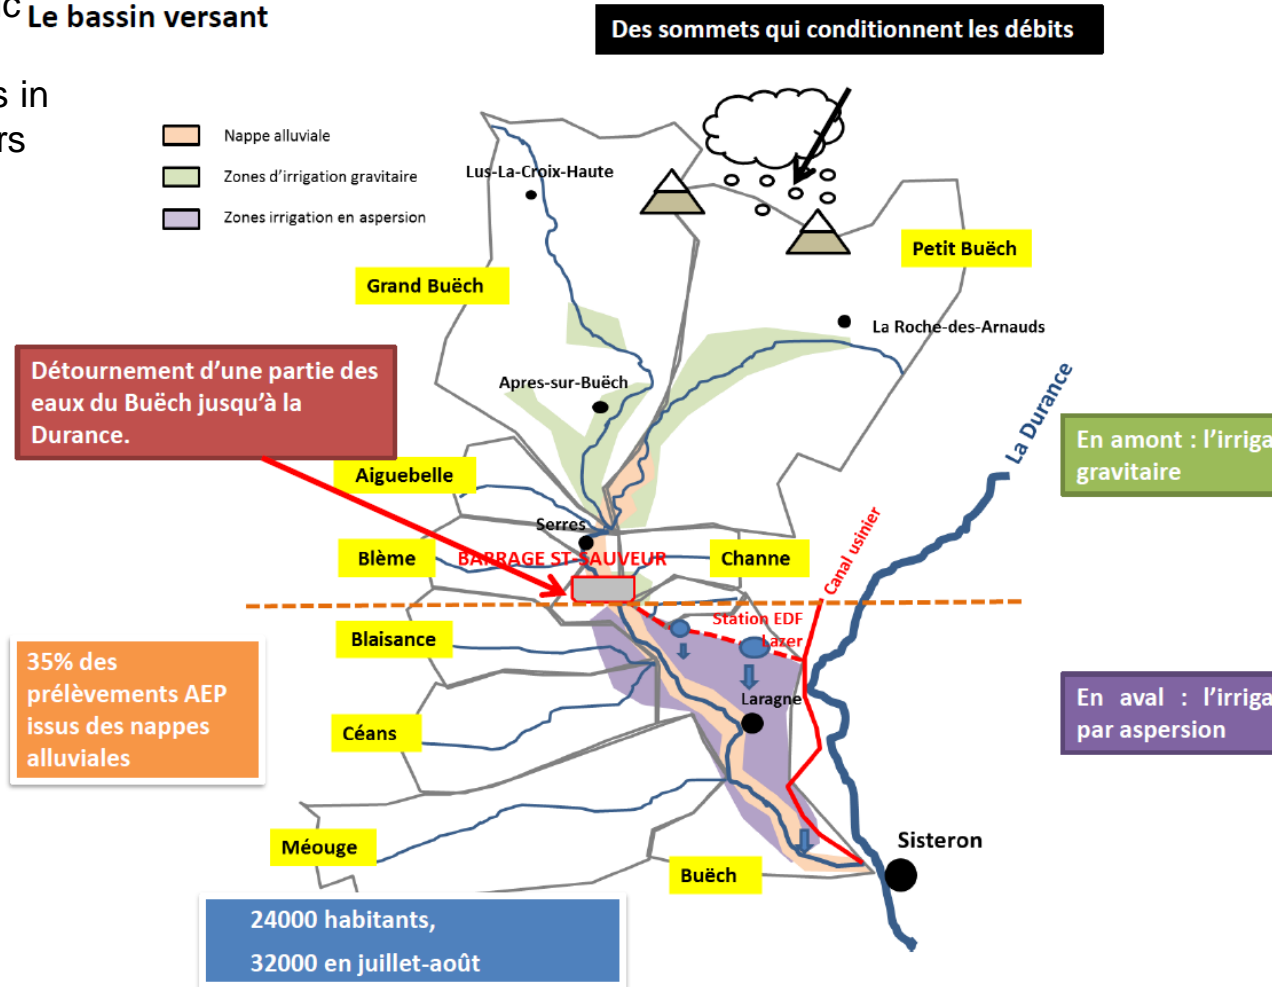 c
s in
rs
Le bassin versant
Des sommets qui conditionnent les débits
Nappe alluviale
Zones d'irrigation gravitaire
Zones irrigation en aspersion
Lus-La-Croix-Haute
Petit Buëch
Grand Buëch
La Roche-des-Arnauds
Détournement d'une partie des
eaux du Buëch jusqu'à la
Durance.
Apres-sur-Buëch
La Durance
En amont : l'irriga
gravitaire
Aiguebelle
Serres
Canal usinier
Blème
BARRAGE ST-SAUVEUR
Channe
Station EDF
Lazer
Blaisance
35% des
prélèvements AEP
issus des nappes
alluviales
Laragne
En aval : l'irriga
par aspersion
Céans
Méouge
Sisteron
Buëch
24000 habitants,
32000 en juillet-août